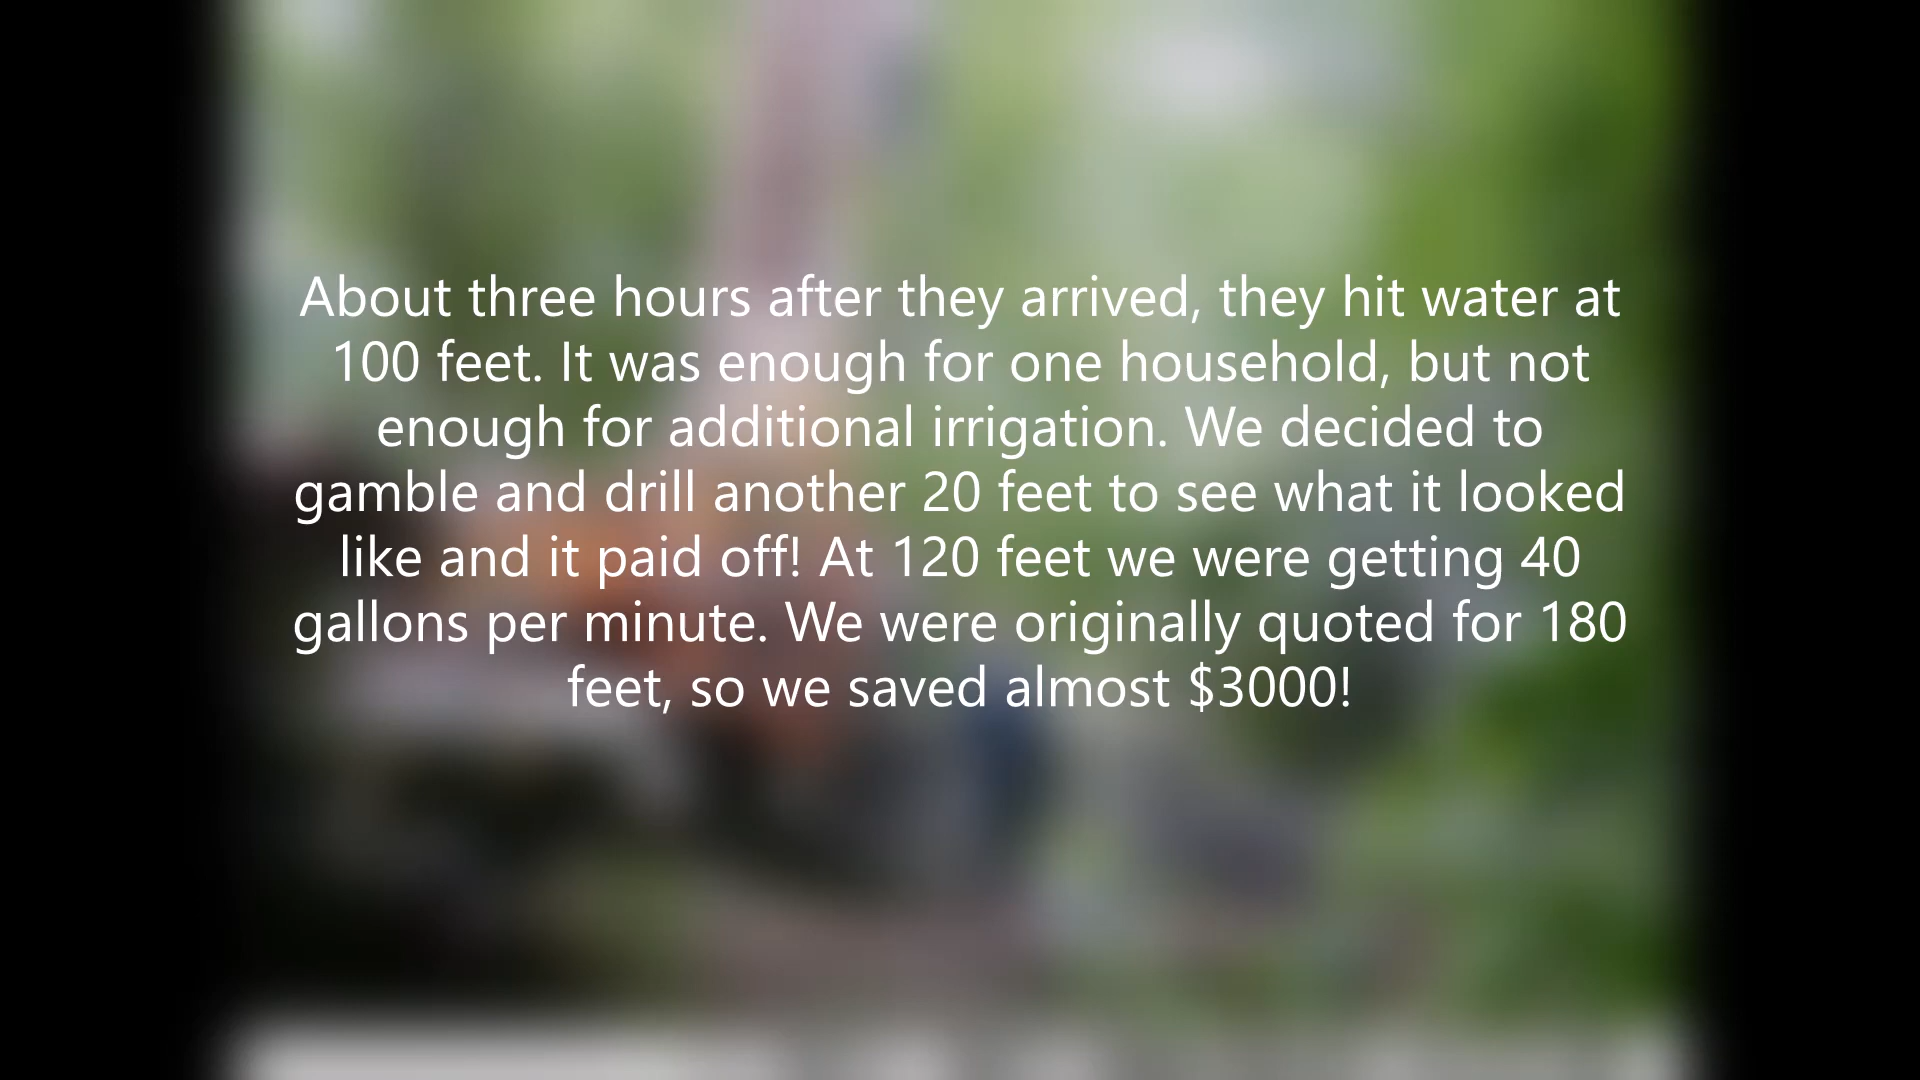 About three hours after they arrived, they hit water at
100 feet. It was enough for one household, but not
enough for additional irrigation. We decided to
gamble and drill another 20 feet to see what it looked
like and it paid off! At 120 feet we were getting 40
gallons per minute. We were originally quoted for 180
feet, so we saved almost $3000!